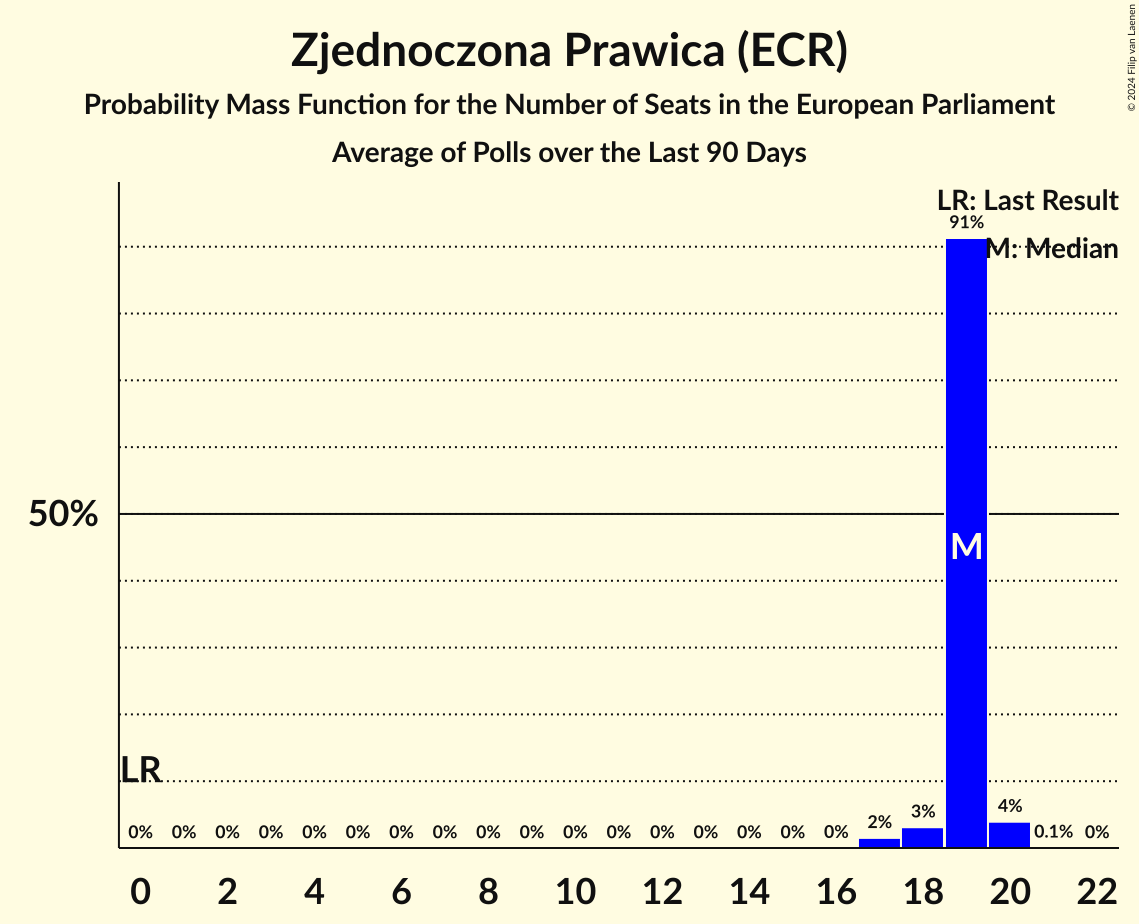 Zjednoczona Prawica (ECR)
Probability Mass Function for the Number of Seats in the European Parliament
Average of Polls over the Last 90 Days
© 2024 Filip van Laenen
LR: Last Result
M: Median
91%
50%
M
LR
0% 0% 0% 0% 0% 0% 0% 0% 0% 0% 0% 0% 0% 0% 0% 0% 0% 2% 3% 4% 0.1% 0%
0 2 4 6 8 10 12 14 16 18 20 22